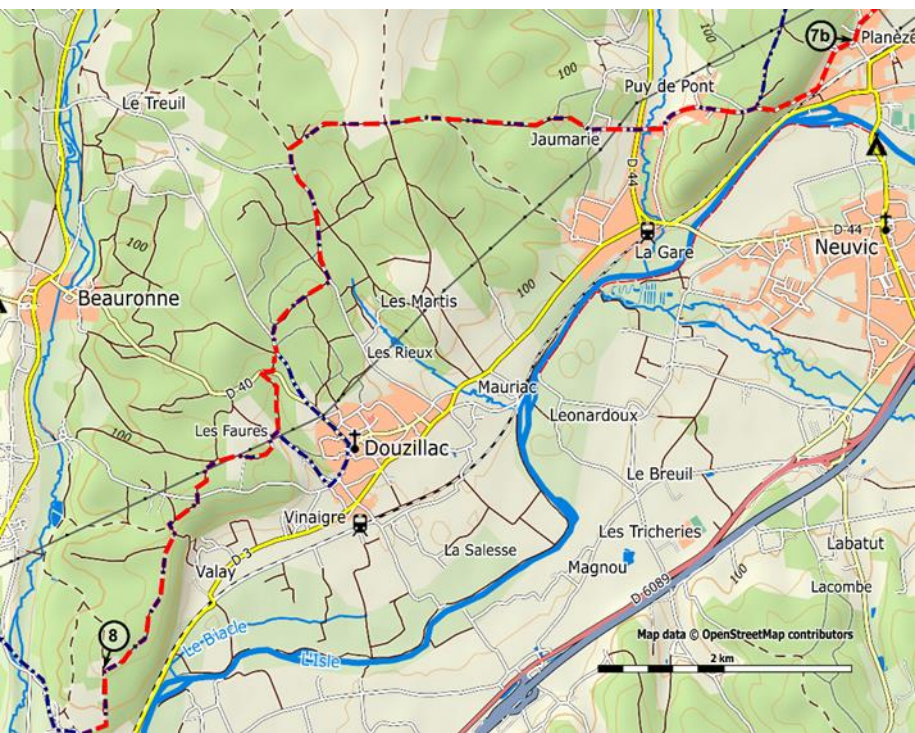 100
7b
Planèze
100
Puy de Pont
Le Treuil
Jaumarie
D 44
D 44
Neuvic
La Gare
100
Beauronne
100
Les Martis
Les Rieux
D-40
Mauriac
Leonardoux
100
Les Faures
Douzillac
Le Breuil
Vinaigre
Les Tricheries
La Salesse
Labatut
D-3
Magnou
Valay
100
Lacombe
D 6089
Le Biacle
8
Map data © OpenStreetMap contributors
L'Isle
2 km